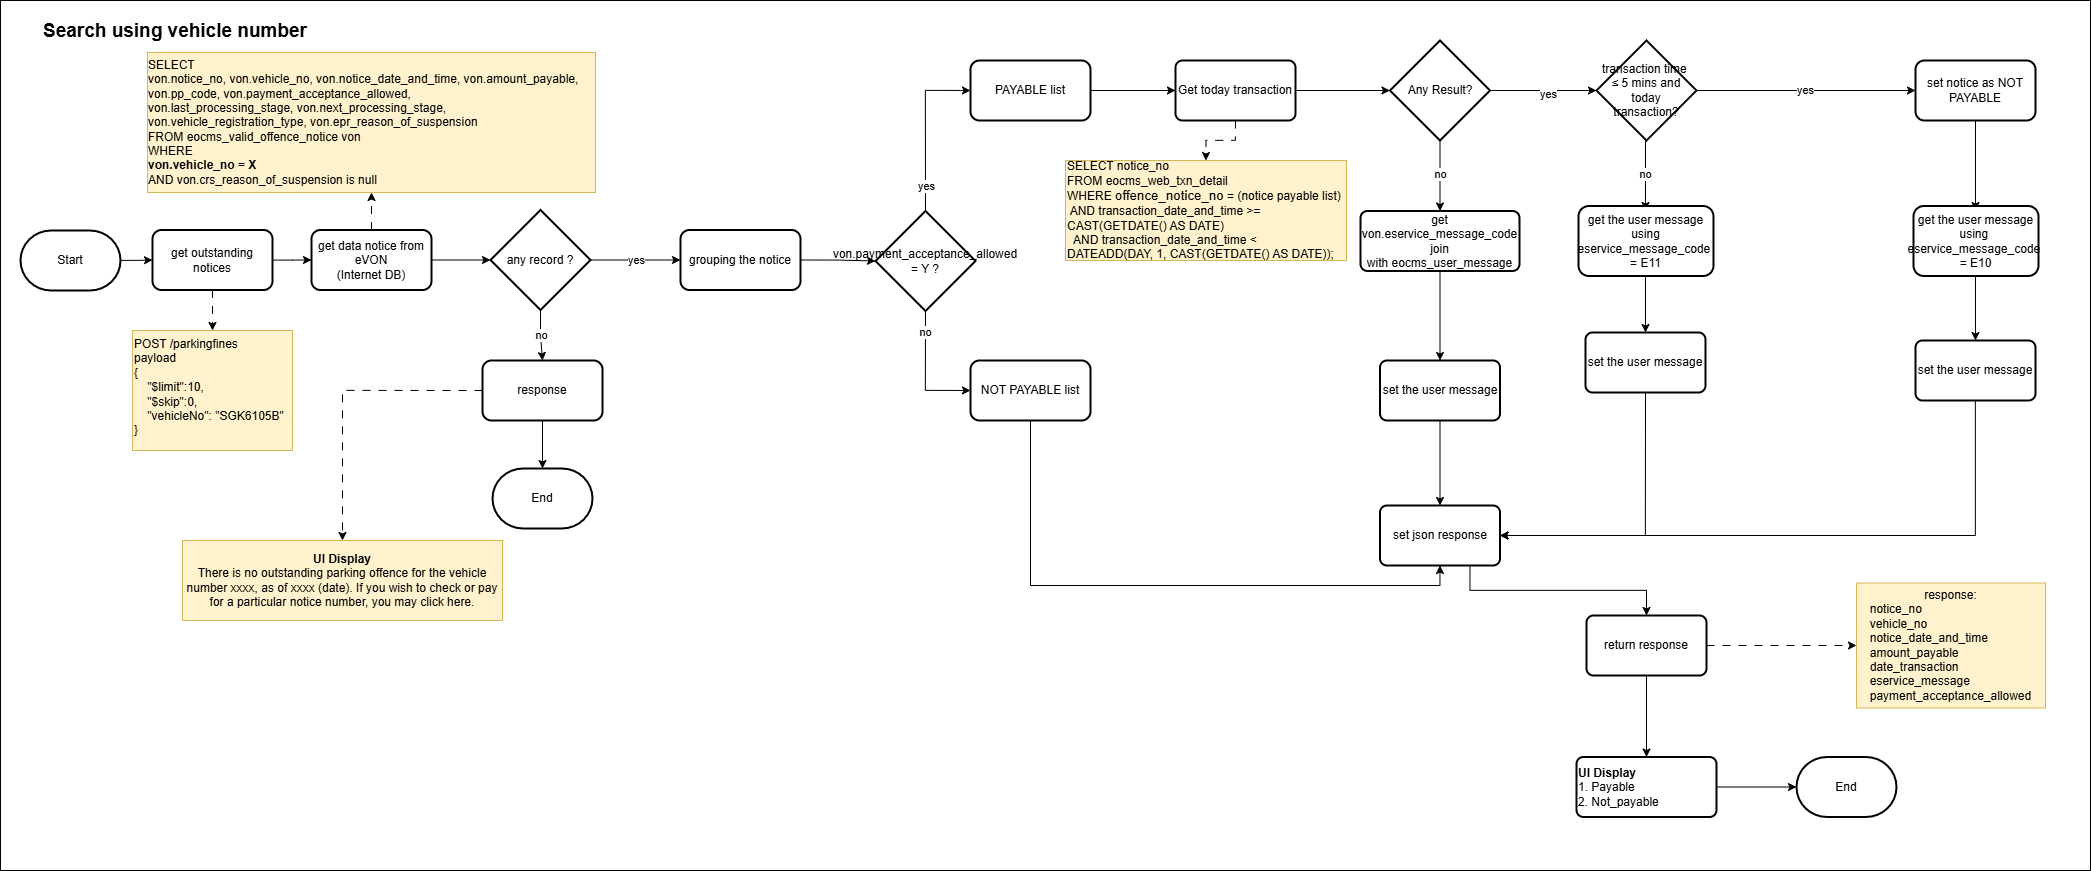 Search using vehicle number
SELECT
von.notice_no, von.vehicle_no, von.notice_date_and_time, von.amount_payable,
von.pp_code, von.payment_acceptance_allowed,
von.last_processing_stage, von.next_processing_stage,
von.vehicle_registration_type, von.epr_reason_of_suspension
FROM eocms_valid_offence_notice von
WHERE
von.vehicle_no = X
AND von.crs_reason_of_suspension is null
Start
get outstanding
notices
get data notice from
eVON
(Internet DB)
any record ?
yes
no
grouping the notice
von.payment_acceptance_allowed
= Y ?
yes
no
POST /parkingfines
payload
{
"$limit":10,
"$skip":0,
"vehicleNo": "SGK6105B"
}
response
End
UI Display
There is no outstanding parking offence for the vehicle
number xxxx, as of xxxx (date). If you wish to check or pay
for a particular notice number, you may click here.
PAYABLE list
NOT PAYABLE list
Get today transaction
SELECT notice_no
FROM eocms_web_txn_detail
WHERE offence_notice_no = (notice payable list)
AND transaction_date_and_time >=
CAST(GETDATE() AS DATE)
AND transaction_date_and_time <
DATEADD(DAY, 1, CAST(GETDATE() AS DATE));
Any Result?
yes
no
transaction time
≤ 5 mins and
today
transaction?
yes
no
set notice as NOT
PAYABLE
get
von.eservice_message_code
join
with eocms_user_message
get the user message
using
eservice_message_code
= E11
get the user message
using
eservice_message_code
= E10
set the user message
set the user message
set the user message
set json response
return response
response:
notice_no
vehicle_no
notice_date_and_time
amount_payable
date_transaction
eservice_message
payment_acceptance_allowed
UI Display
1. Payable
2. Not_payable
End